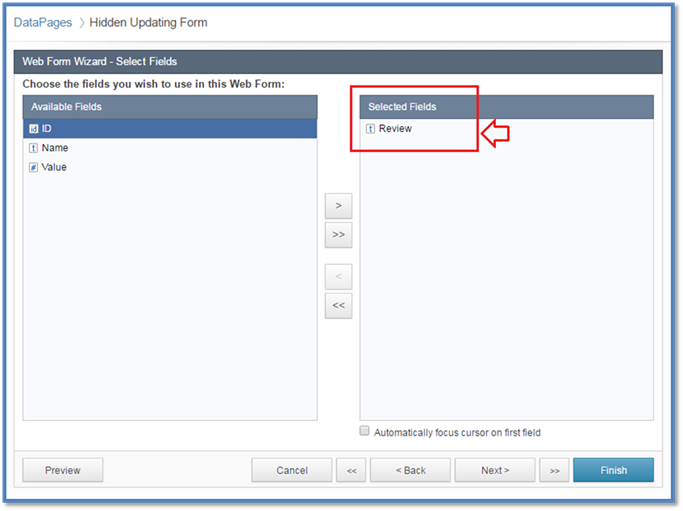 DataPages > Hidden Updating Form
Web Form Wizard - Select Fields
Choose the fields you wish to use in this Web Form:
Available Fields
ID
Name
Value
>
>>
<
<<
Selected Fields
Review
Automatically focus cursor on first field
Preview
Cancel
<<
< Back
Next >
>>
Finish